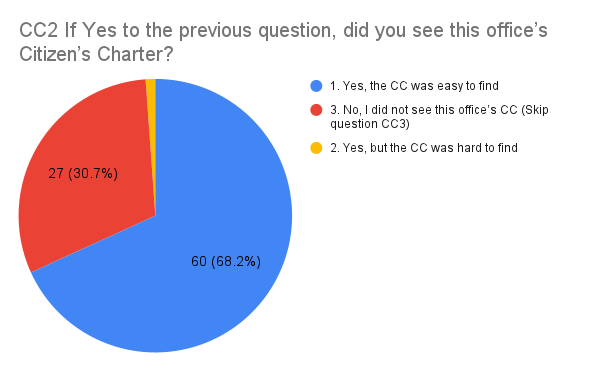 CC2 If Yes to the previous question, did you see this office's
Citizen's Charter?
1. Yes, the CC was easy to find
3. No, I did not see this office's CC (Skip
question CC3)
2. Yes, but the CC was hard to find
27 (30.7%)
60 (68.2%)